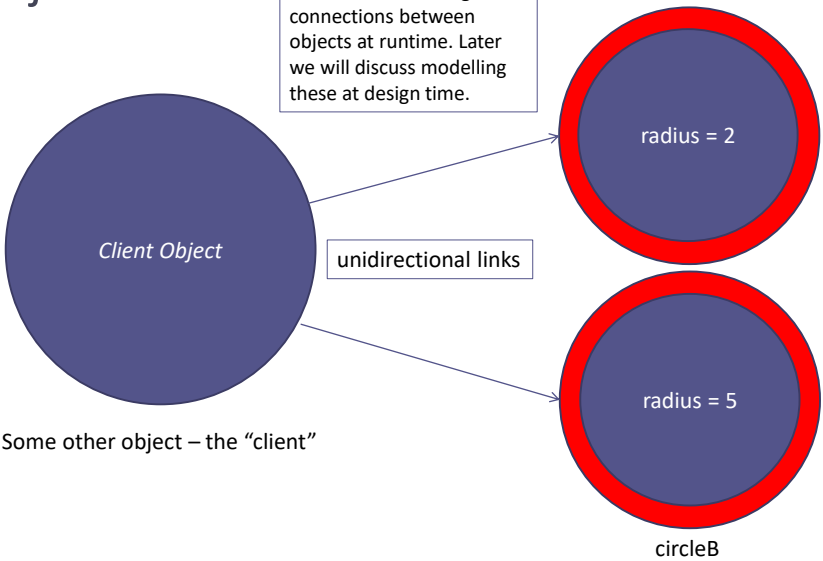 connections between
objects at runtime. Later
we will discuss modelling
these at design time.
radius = 2
Client Object
unidirectional links
radius = 5
Some other object – the “client”
circleB